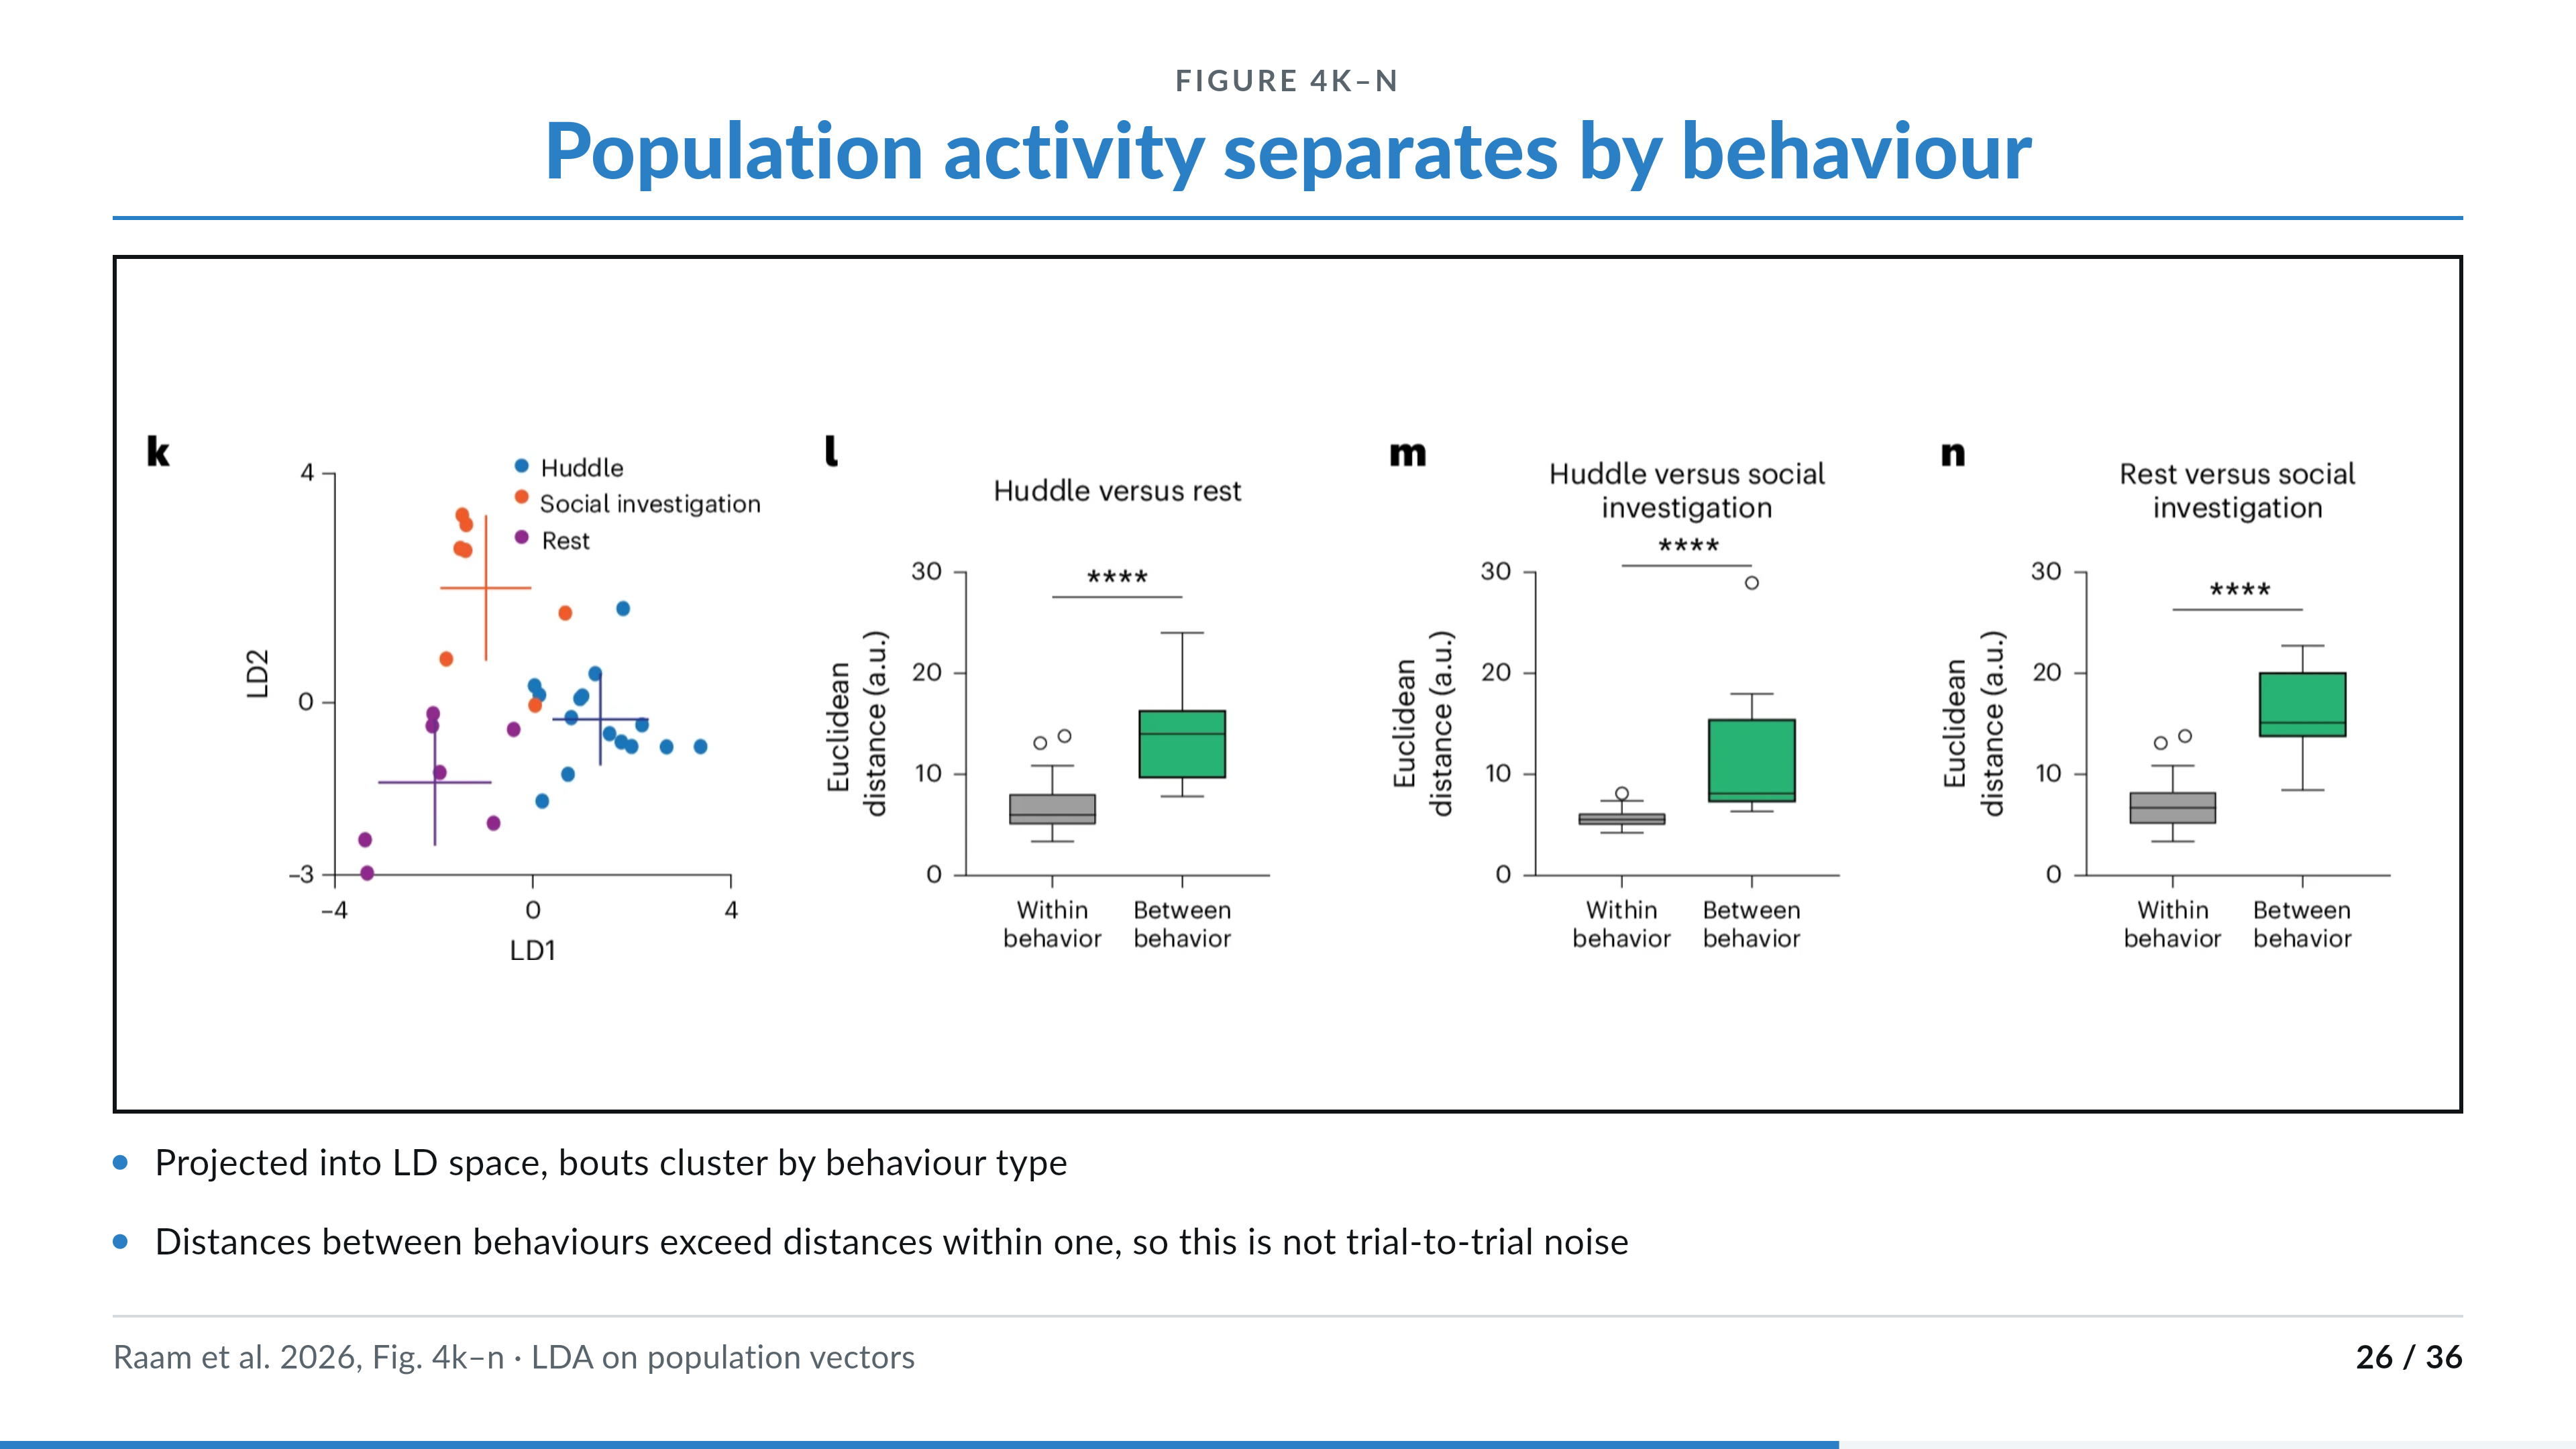 FIGURE 4K–N
Population activity separates by behaviour
k
4
0
–3
–4
0
4
LD2
LD1
Huddle
Social investigation
Rest
l
Huddle versus rest
****
30
20
10
0
Euclidean
distance (a.u.)
Within
behavior
Between
behavior
m
Huddle versus social
investigation
****
30
20
10
0
Euclidean
distance (a.u.)
Within
behavior
Between
behavior
n
Rest versus social
investigation
****
30
20
10
0
Euclidean
distance (a.u.)
Within
behavior
Between
behavior
• Projected into LD space, bouts cluster by behaviour type
• Distances between behaviours exceed distances within one, so this is not trial-to-trial noise
Raam et al. 2026, Fig. 4k–n · LDA on population vectors
26 / 36